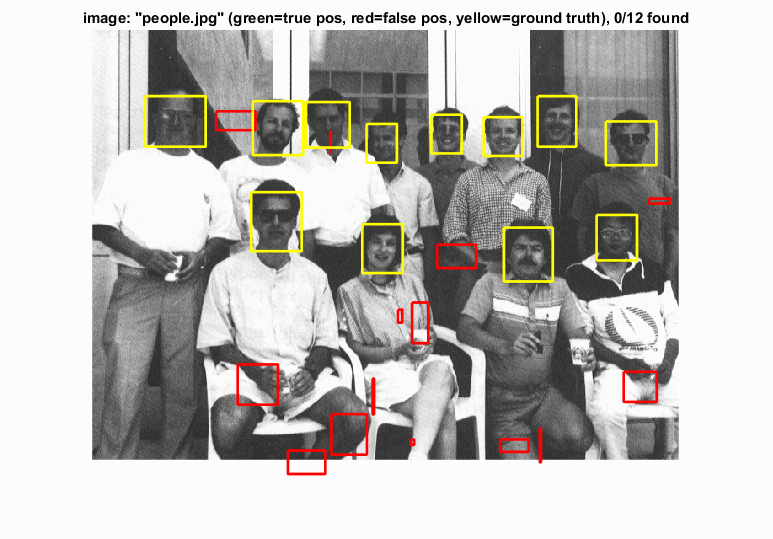 image: "people.jpg" (green=true pos, red=false pos, yellow=ground truth), 0/12 found